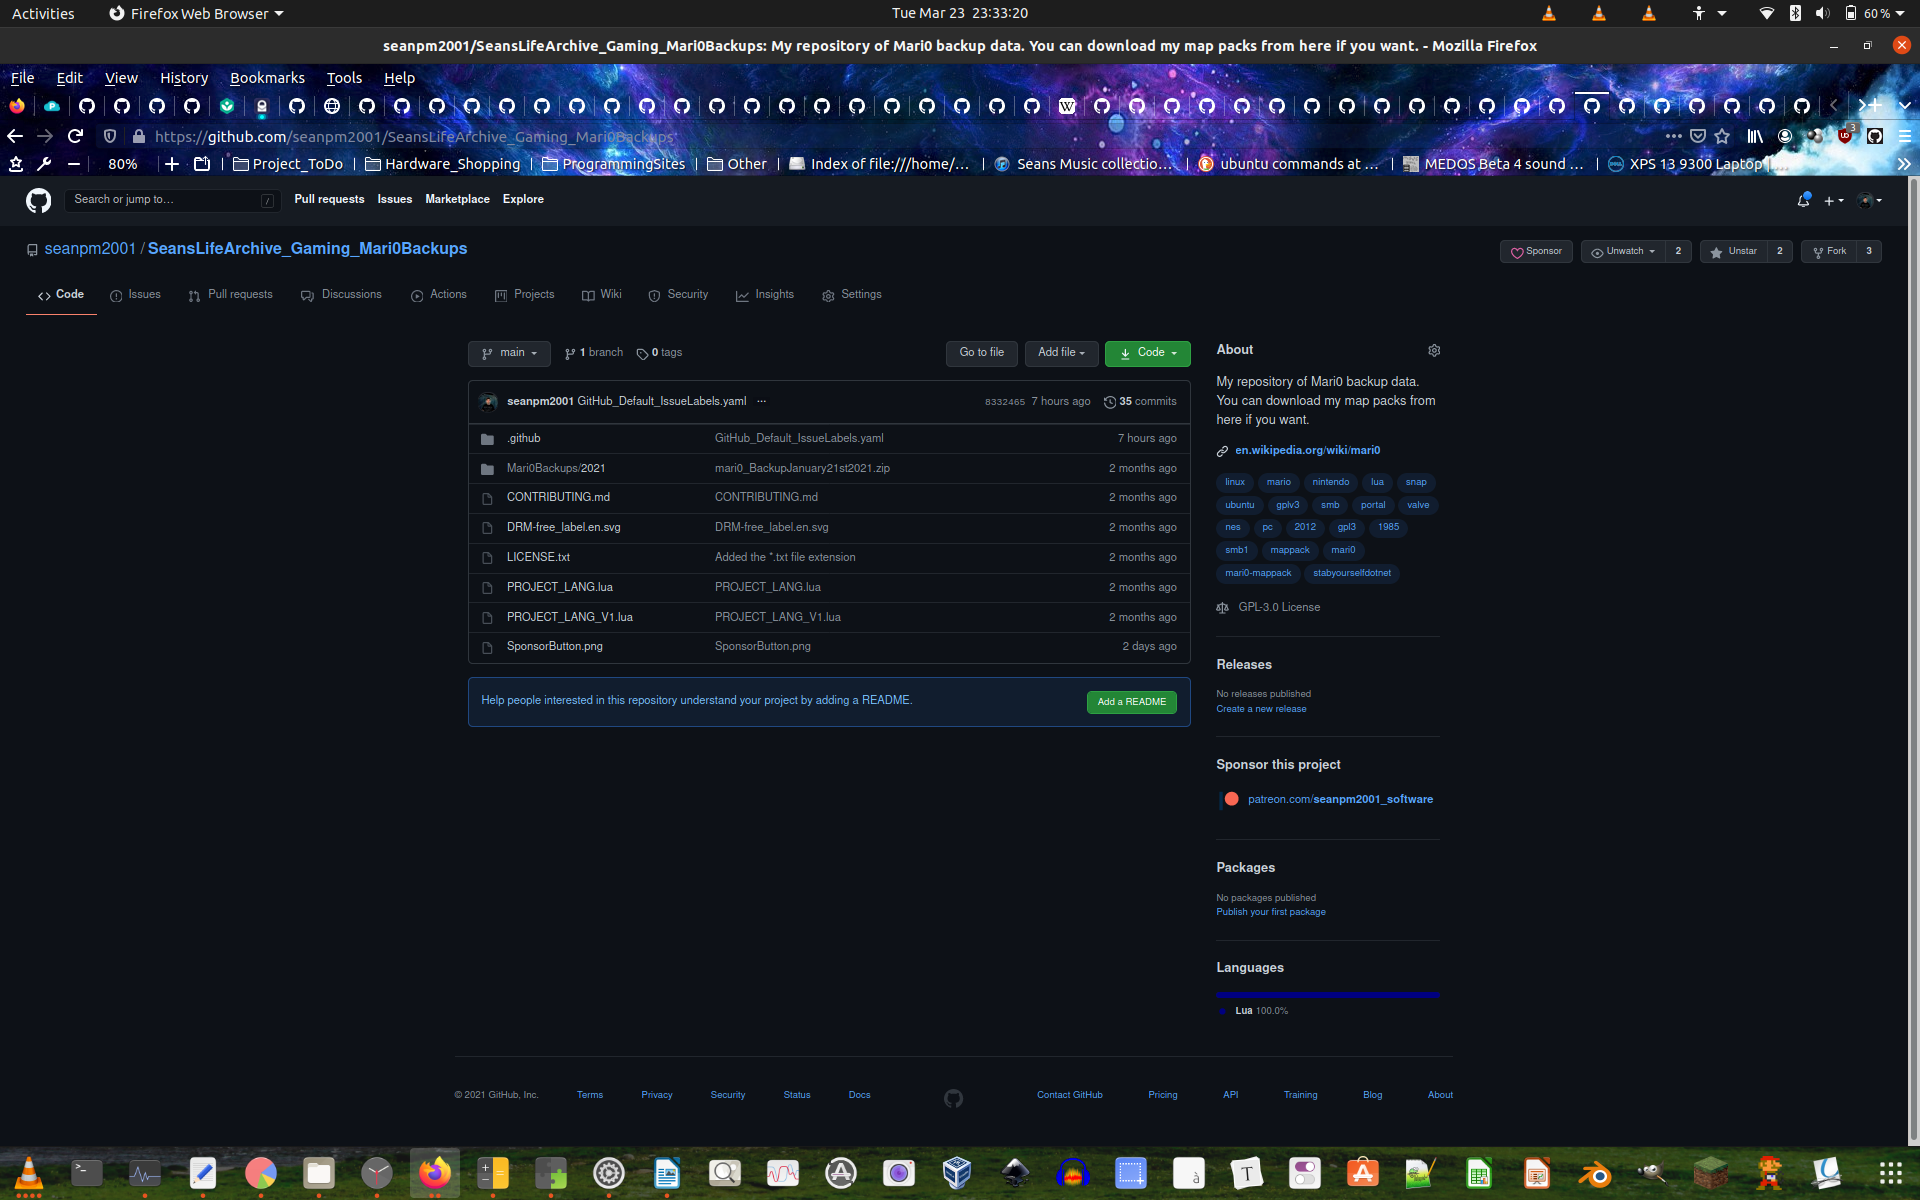 Activities Firefox Web Browser Tue Mar 23 23:33:20 60 %
seanpm2001/SeansLifeArchive_Gaming_Mari0Backups: My repository of Mari0 backup data. You can download my map packs from here if you want. - Mozilla Firefox
File Edit View History Bookmarks Tools Help
https://github.com/seanpm2001/SeansLifeArchive_Gaming_Mari0Backups
80% Project_ToDo Hardware_Shopping ProgrammingSites Other Index of file:///home/… Seans Music collectio… ubuntu commands at … MEDOS Beta 4 sound … XPS 13 9300 Laptop
Search or jump to… / Pull requests Issues Marketplace Explore
seanpm2001 / SeansLifeArchive_Gaming_Mari0Backups
Sponsor Unwatch 2 Unstar 2 Fork 3
Code Issues Pull requests Discussions Actions Projects Wiki Security Insights Settings
main 1 branch 0 tags Go to file Add file Code
seanpm2001 GitHub_Default_IssueLabels.yaml ... 8332465 7 hours ago 35 commits
.github GitHub_Default_IssueLabels.yaml 7 hours ago
Mari0Backups/2021 mari0_BackupJanuary21st2021.zip 2 months ago
CONTRIBUTING.md CONTRIBUTING.md 2 months ago
DRM-free_label.en.svg DRM-free_label.en.svg 2 months ago
LICENSE.txt Added the *.txt file extension 2 months ago
PROJECT_LANG.lua PROJECT_LANG.lua 2 months ago
PROJECT_LANG_V1.lua PROJECT_LANG_V1.lua 2 months ago
SponsorButton.png SponsorButton.png 2 days ago
Help people interested in this repository understand your project by adding a README. Add a README
About
My repository of Mari0 backup data.
You can download my map packs from
here if you want.
en.wikipedia.org/wiki/mari0
linux mario nintendo lua snap
ubuntu gplv3 smb portal valve
nes pc 2012 gpl3 1985
smb1 mappack mari0
mari0-mappack stabyourselfdotnet
GPL-3.0 License
Releases
No releases published
Create a new release
Sponsor this project
patreon.com/seanpm2001_software
Packages
No packages published
Publish your first package
Languages
Lua 100.0%
© 2021 GitHub, Inc. Terms Privacy Security Status Docs Contact GitHub Pricing API Training Blog About